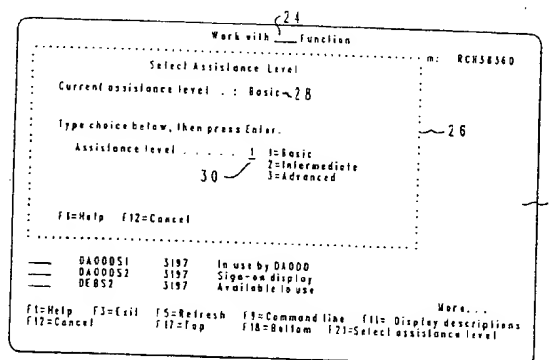 24
Work with ___ Function
m: RCH38360
Select Assistance Level
Current assistance level . : Basic 28
26
Type choice below, then press Enter.
Assistance level . . . . . 1 1=Basic
2=Intermediate
3=Advanced
30
F1=Help F12=Cancel
DA00DS1 3197 In use by DA000
DA00DS2 3197 Sign-on display
DEBS2 3197 Available to use
More...
F1=Help F3=Exit F5=Refresh F9=Command line F11= Display descriptions
F12=Cancel F17=Top F18=Bottom F21=Select assistance level